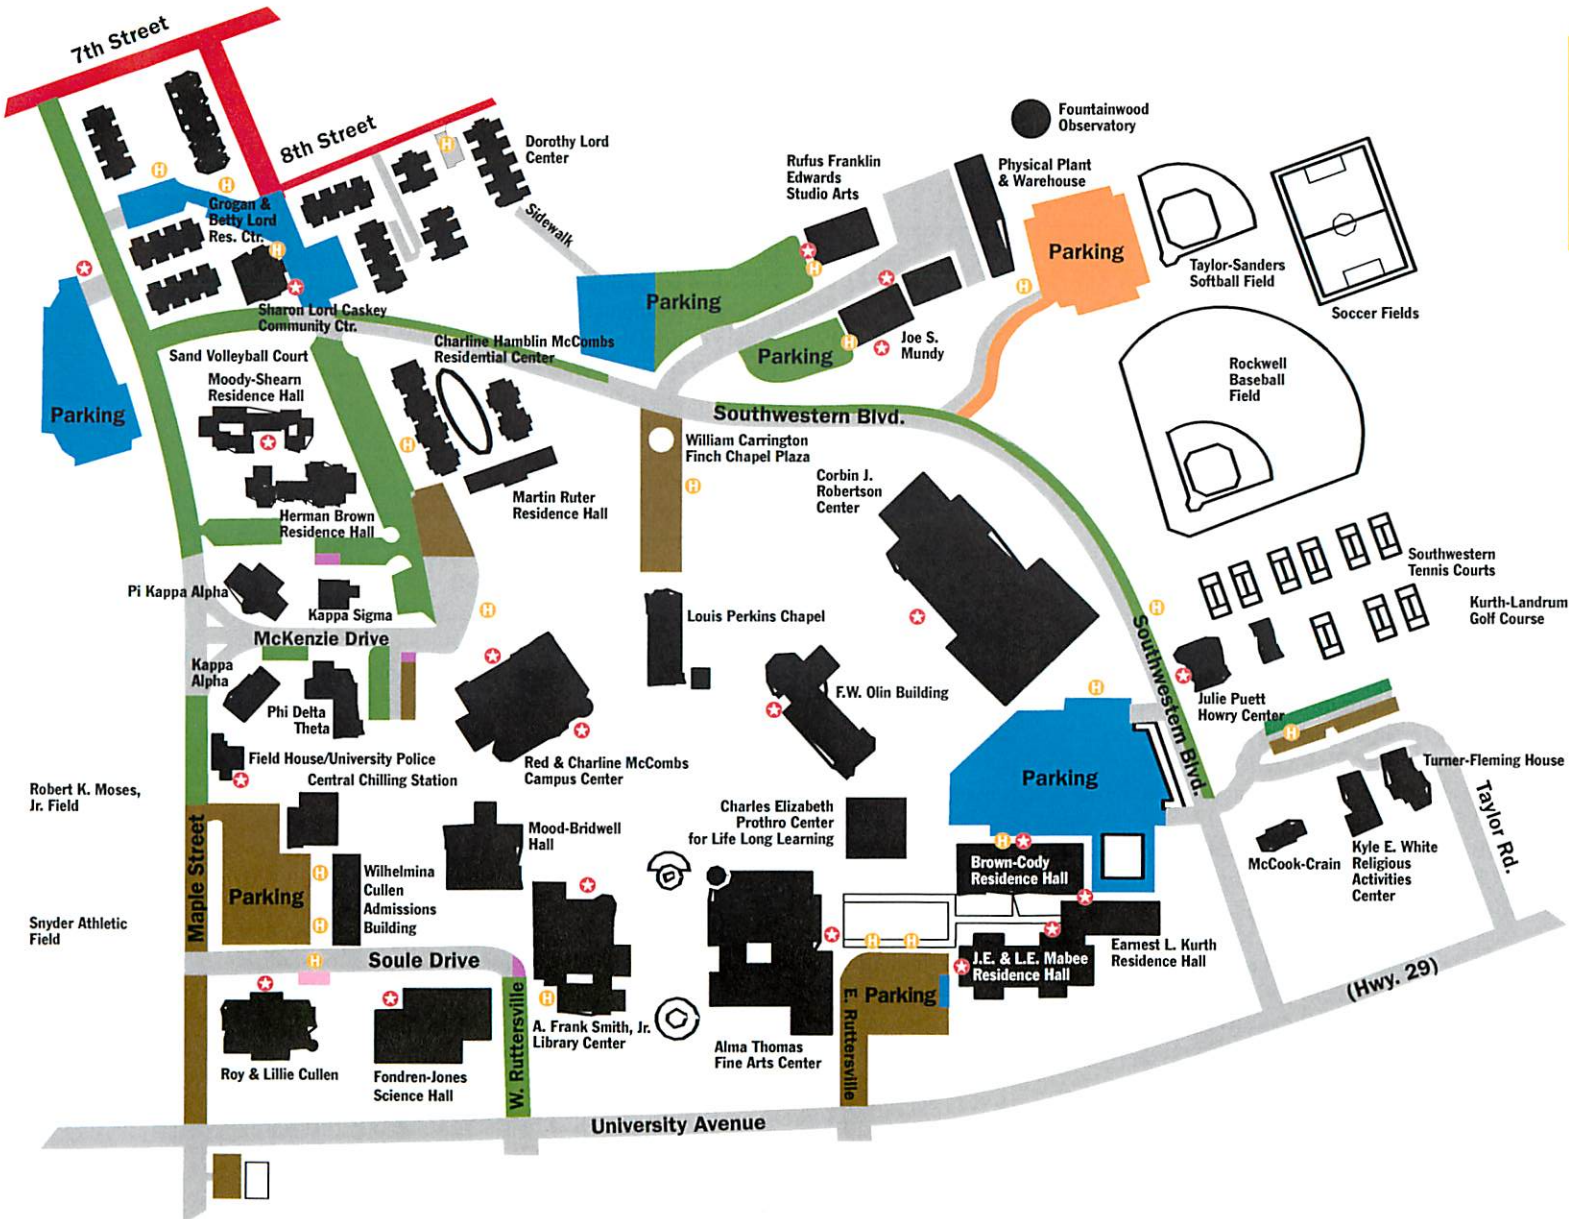 7th Street
8th Street
Dorothy Lord
Center
Sidewalk
Grogan &
Betty Lord
Res. Ctr.
H
H
H
H
Sharon Lord Caskey
Community Ctr.
Fountainwood
Observatory
Rufus Franklin
Edwards
Studio Arts
Physical Plant
& Warehouse
Parking
Taylor-Sanders
Softball Field
Soccer Fields
Parking
H
H
Parking
H
Joe S.
Mundy
Rockwell
Baseball
Field
Sand Volleyball Court
Moody-Shearn
Residence Hall
Charline Hamblin McCombs
Residential Center
Parking
H
Southwestern Blvd.
William Carrington
Finch Chapel Plaza
H
Martin Ruter
Residence Hall
Herman Brown
Residence Hall
Corbin J.
Robertson
Center
Southwestern
Tennis Courts
Kurth-Landrum
Golf Course
Pi Kappa Alpha
Kappa Sigma
H
McKenzie Drive
Louis Perkins Chapel
H
Southwestern Blvd.
Kappa
Alpha
Phi Delta
Theta
F.W. Olin Building
H
Julie Puett
Howry Center
H
Field House/University Police
Central Chilling Station
Red & Charline McCombs
Campus Center
Parking
Turner-Fleming House
Taylor Rd.
Robert K. Moses,
Jr. Field
Maple Street
Mood-Bridwell
Hall
Charles Elizabeth
Prothro Center
for Life Long Learning
H
Brown-Cody
Residence Hall
McCook-Crain
Kyle E. White
Religious
Activities
Center
Parking
H
H
Wilhelmina
Cullen
Admissions
Building
Snyder Athletic
Field
H
H
Earnest L. Kurth
Residence Hall
J.E. & L.E. Mabee
Residence Hall
Soule Drive
H
W. Ruttersville
H
A. Frank Smith, Jr.
Library Center
Parking
E. Ruttersville
(Hwy. 29)
Alma Thomas
Fine Arts Center
Roy & Lillie Cullen
Fondren-Jones
Science Hall
University Avenue